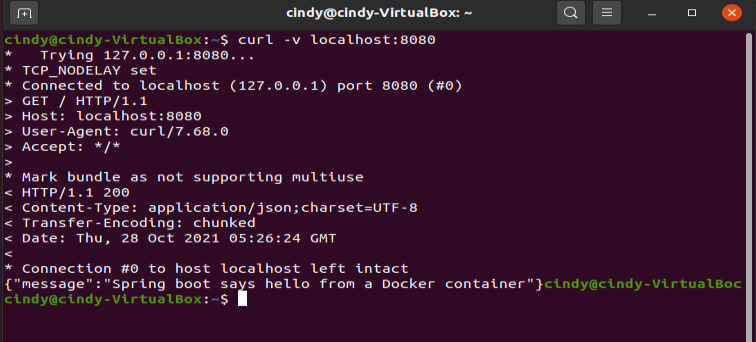 cindy@cindy-VirtualBox: ~
cindy@cindy-VirtualBox:~$ curl -v localhost:8080
*   Trying 127.0.0.1:8080...
* TCP_NODELAY set
* Connected to localhost (127.0.0.1) port 8080 (#0)
> GET / HTTP/1.1
> Host: localhost:8080
> User-Agent: curl/7.68.0
> Accept: */*
>
* Mark bundle as not supporting multiuse
< HTTP/1.1 200
< Content-Type: application/json;charset=UTF-8
< Transfer-Encoding: chunked
< Date: Thu, 28 Oct 2021 05:26:24 GMT
<
* Connection #0 to host localhost left intact
{"message":"Spring boot says hello from a Docker container"}cindy@cindy-VirtualBoc
cindy@cindy-VirtualBox:~$